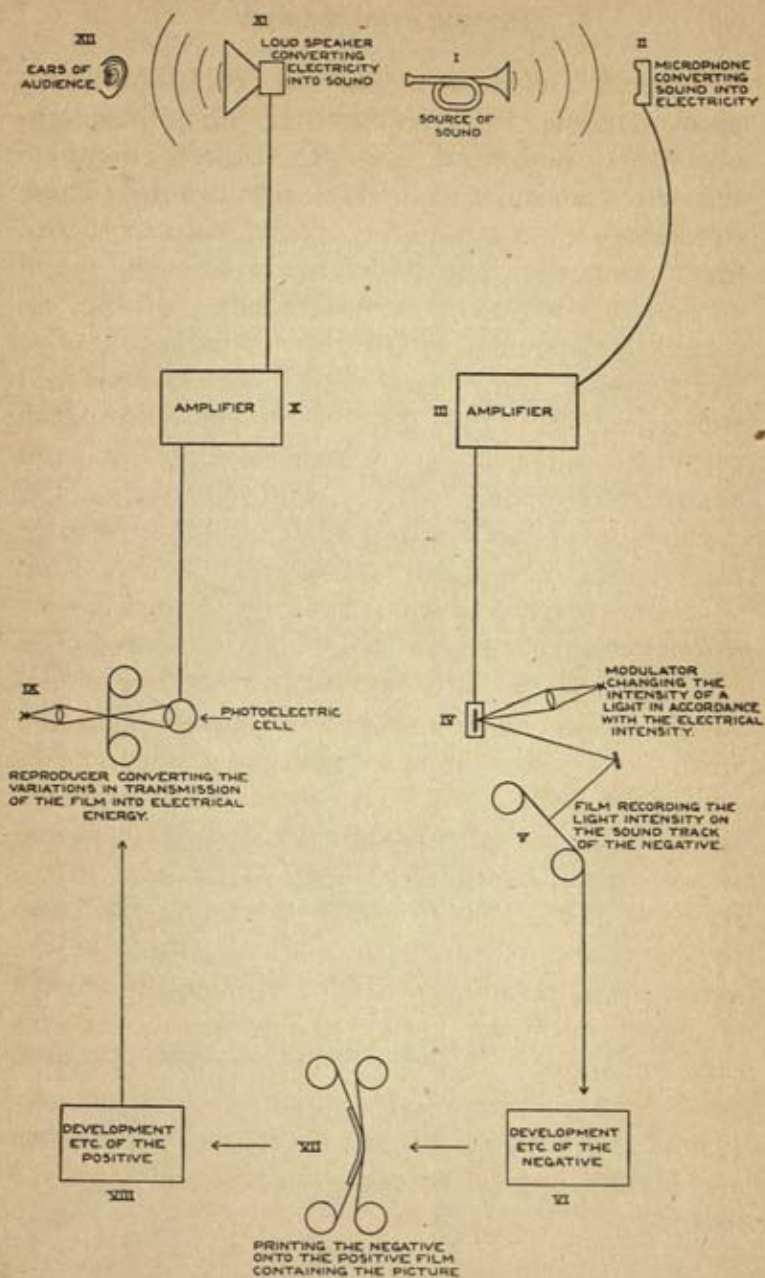 XII
EARS OF
AUDIENCE
XI
LOUD SPEAKER
CONVERTING
ELECTRICITY
INTO SOUND
I
SOURCE OF
SOUND
II
MICROPHONE
CONVERTING
SOUND INTO
ELECTRICITY
AMPLIFIER
X
III
AMPLIFIER
IX
PHOTOELECTRIC
CELL
REPRODUCER CONVERTING THE
VARIATIONS IN TRANSMISSION
OF THE FILM INTO ELECTRICAL
ENERGY.
IV
MODULATOR
CHANGING THE
INTENSITY OF A
LIGHT IN ACCORDANCE
WITH THE ELECTRICAL
INTENSITY.
V
FILM RECORDING THE
LIGHT INTENSITY ON
THE SOUND TRACK
OF THE NEGATIVE.
DEVELOPMENT
ETC. OF THE
POSITIVE
VIII
VII
DEVELOPMENT
ETC OF THE
NEGATIVE
VI
PRINTING THE NEGATIVE
ONTO THE POSITIVE FILM
CONTAINING THE PICTURE